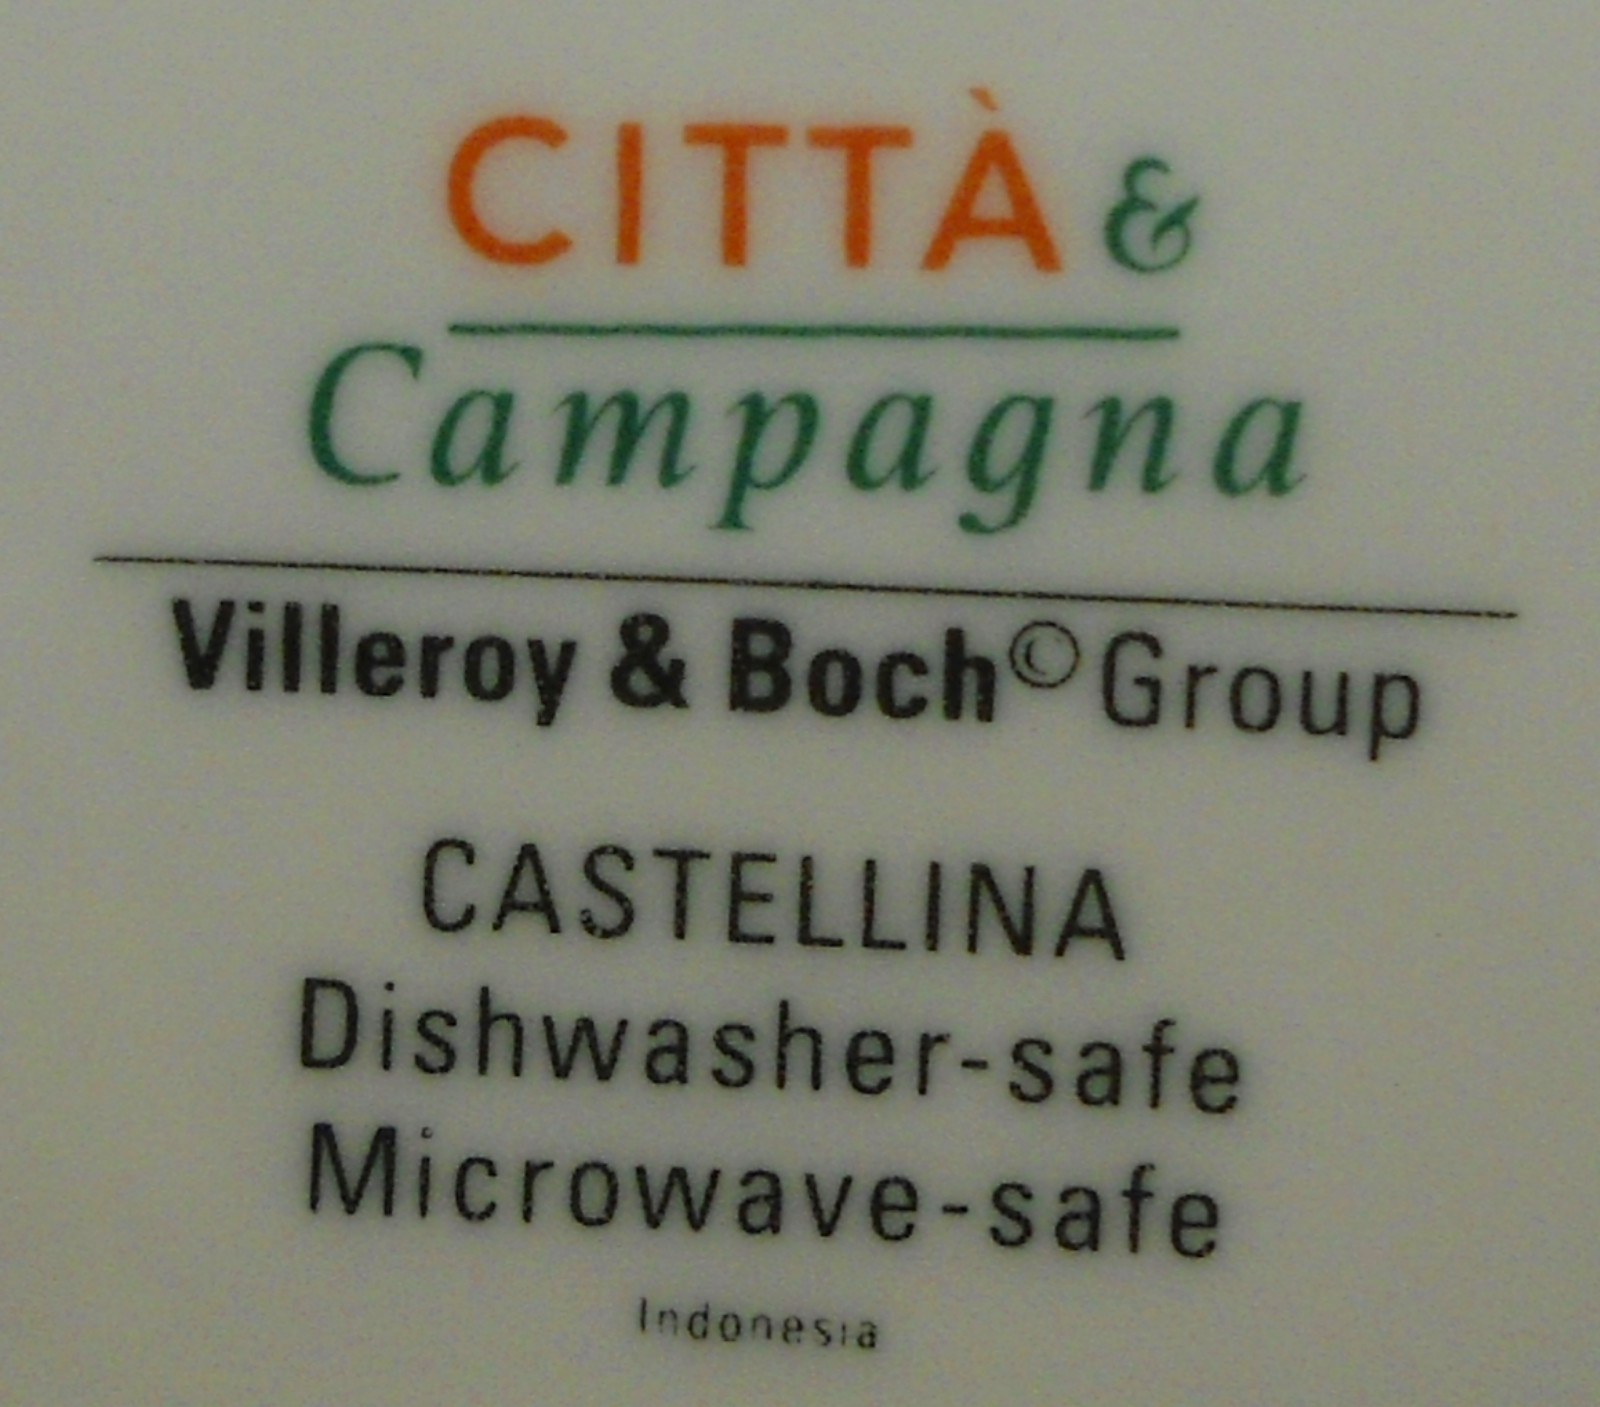 CITTÀ &
Campagna
Villeroy & Boch© Group
CASTELLINA
Dishwasher-safe
Microwave-safe
Indonesia